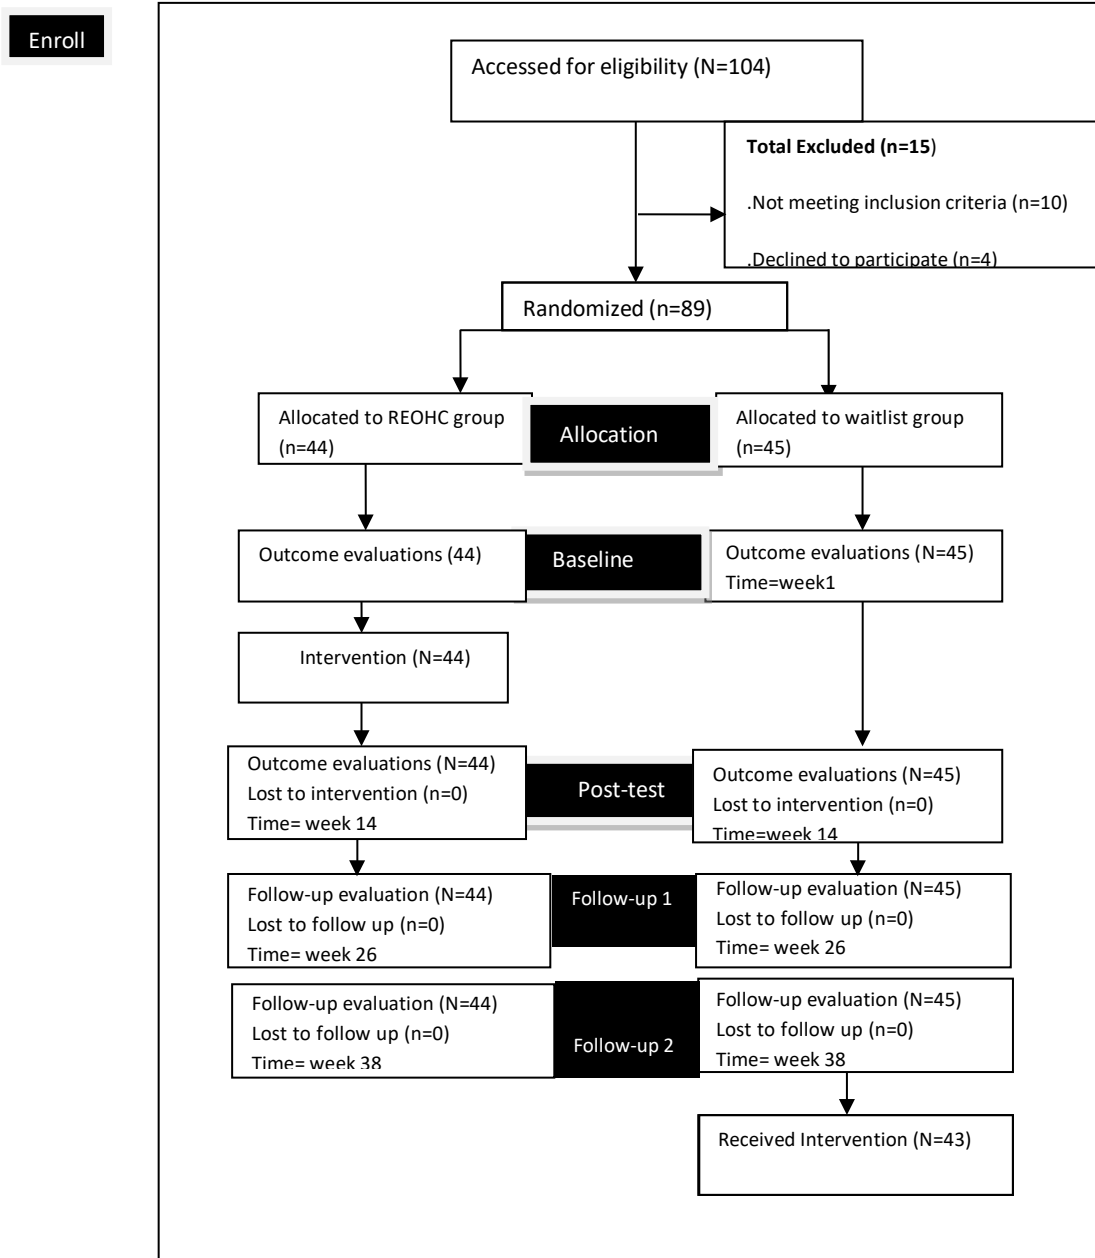 Enroll
Accessed for eligibility (N=104)
Total Excluded (n=15)
.Not meeting inclusion criteria (n=10)
.Declined to participate (n=4)
Randomized (n=89)
Allocated to REOHC group
(n=44)
Allocation
Allocated to waitlist group
(n=45)
Outcome evaluations (44)
Baseline
Outcome evaluations (N=45)
Time=week1
Intervention (N=44)
Outcome evaluations (N=44)
Lost to intervention (n=0)
Time= week 14
Post-test
Outcome evaluations (N=45)
Lost to intervention (n=0)
Time=week 14
Follow-up evaluation (N=44)
Lost to follow up (n=0)
Time= week 26
Follow-up 1
Follow-up evaluation (N=45)
Lost to follow up (n=0)
Time= week 26
Follow-up evaluation (N=44)
Lost to follow up (n=0)
Time= week 38
Follow-up 2
Follow-up evaluation (N=45)
Lost to follow up (n=0)
Time= week 38
Received Intervention (N=43)